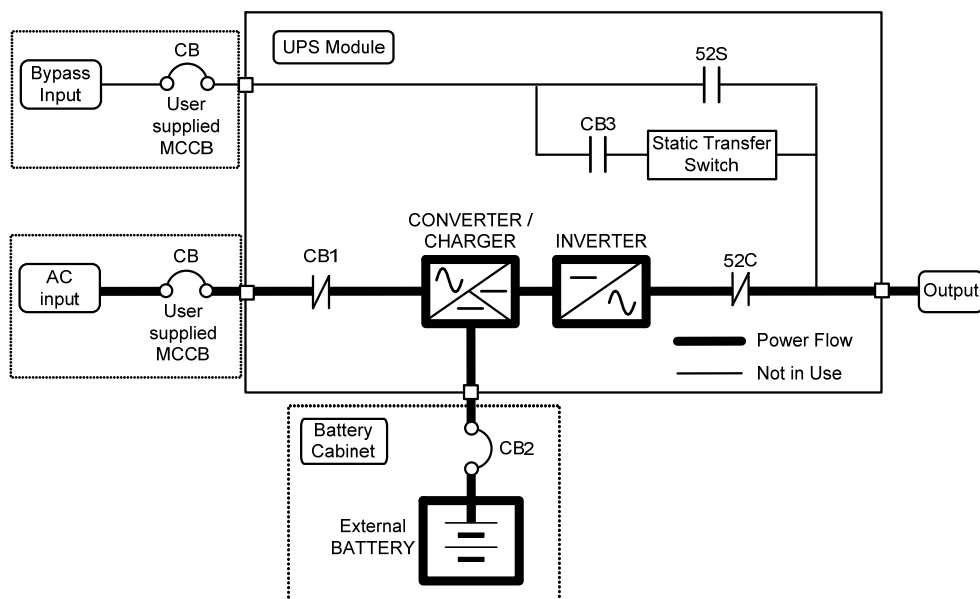 UPS Module
CB
52S
Bypass
Input
User
supplied
MCCB
CB3
Static Transfer
Switch
CONVERTER /
CHARGER
INVERTER
AC
input
CB
CB1
52C
Output
User
supplied
MCCB
Power Flow
Not in Use
Battery
Cabinet
CB2
External
BATTERY